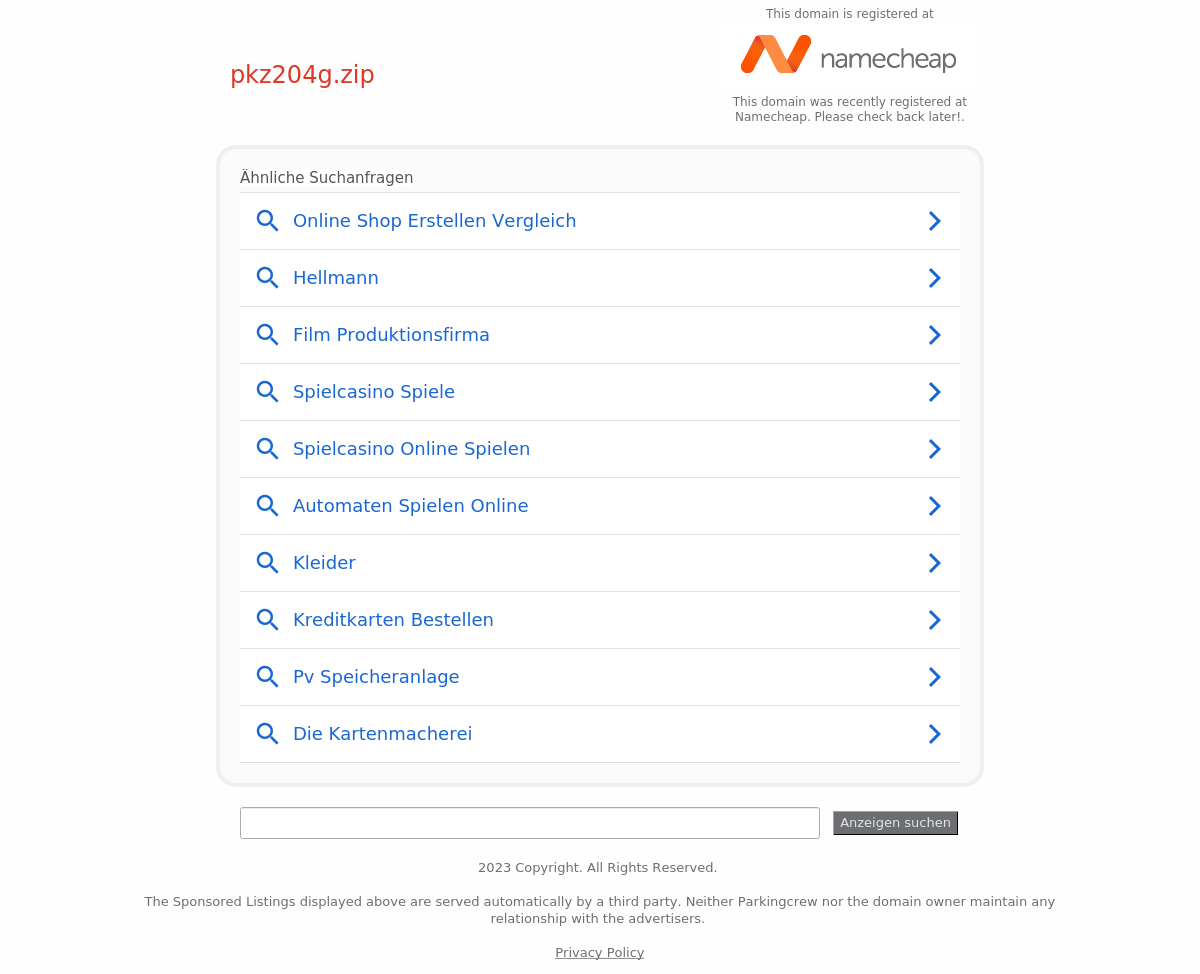 This domain is registered at
namecheap
pkz204g.zip
This domain was recently registered at
Namecheap. Please check back later!.
Ähnliche Suchanfragen
Online Shop Erstellen Vergleich
Hellmann
Film Produktionsfirma
Spielcasino Spiele
Spielcasino Online Spielen
Automaten Spielen Online
Kleider
Kreditkarten Bestellen
Pv Speicheranlage
Die Kartenmacherei
Anzeigen suchen
2023 Copyright. All Rights Reserved.
The Sponsored Listings displayed above are served automatically by a third party. Neither Parkingcrew nor the domain owner maintain any
relationship with the advertisers.
Privacy Policy